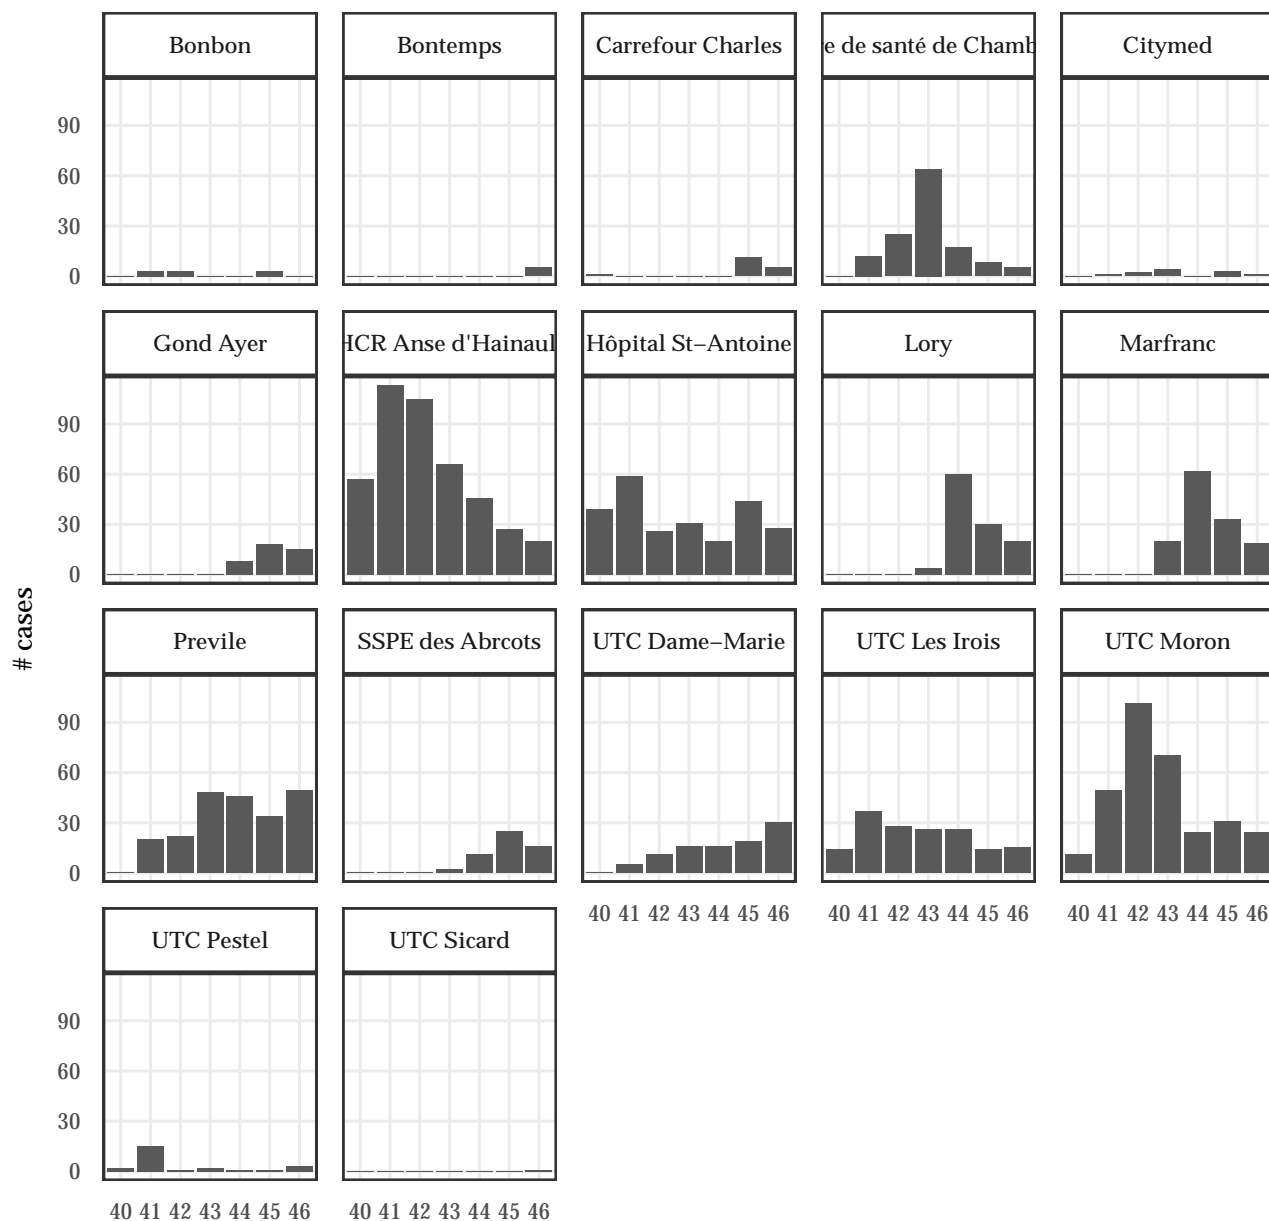 Bonbon Bontemps Carrefour Charles e de santé de Chamb Citymed
90
60
30
0
Gond Ayer HCR Anse d'Hainaul Hôpital St–Antoine Lory Marfranc
90
60
30
0
# cases
Previle SSPE des Abrcots UTC Dame–Marie UTC Les Irois UTC Moron
90
60
30
0
40 41 42 43 44 45 46 40 41 42 43 44 45 46 40 41 42 43 44 45 46
UTC Pestel UTC Sicard
90
60
30
0
40 41 42 43 44 45 46 40 41 42 43 44 45 46